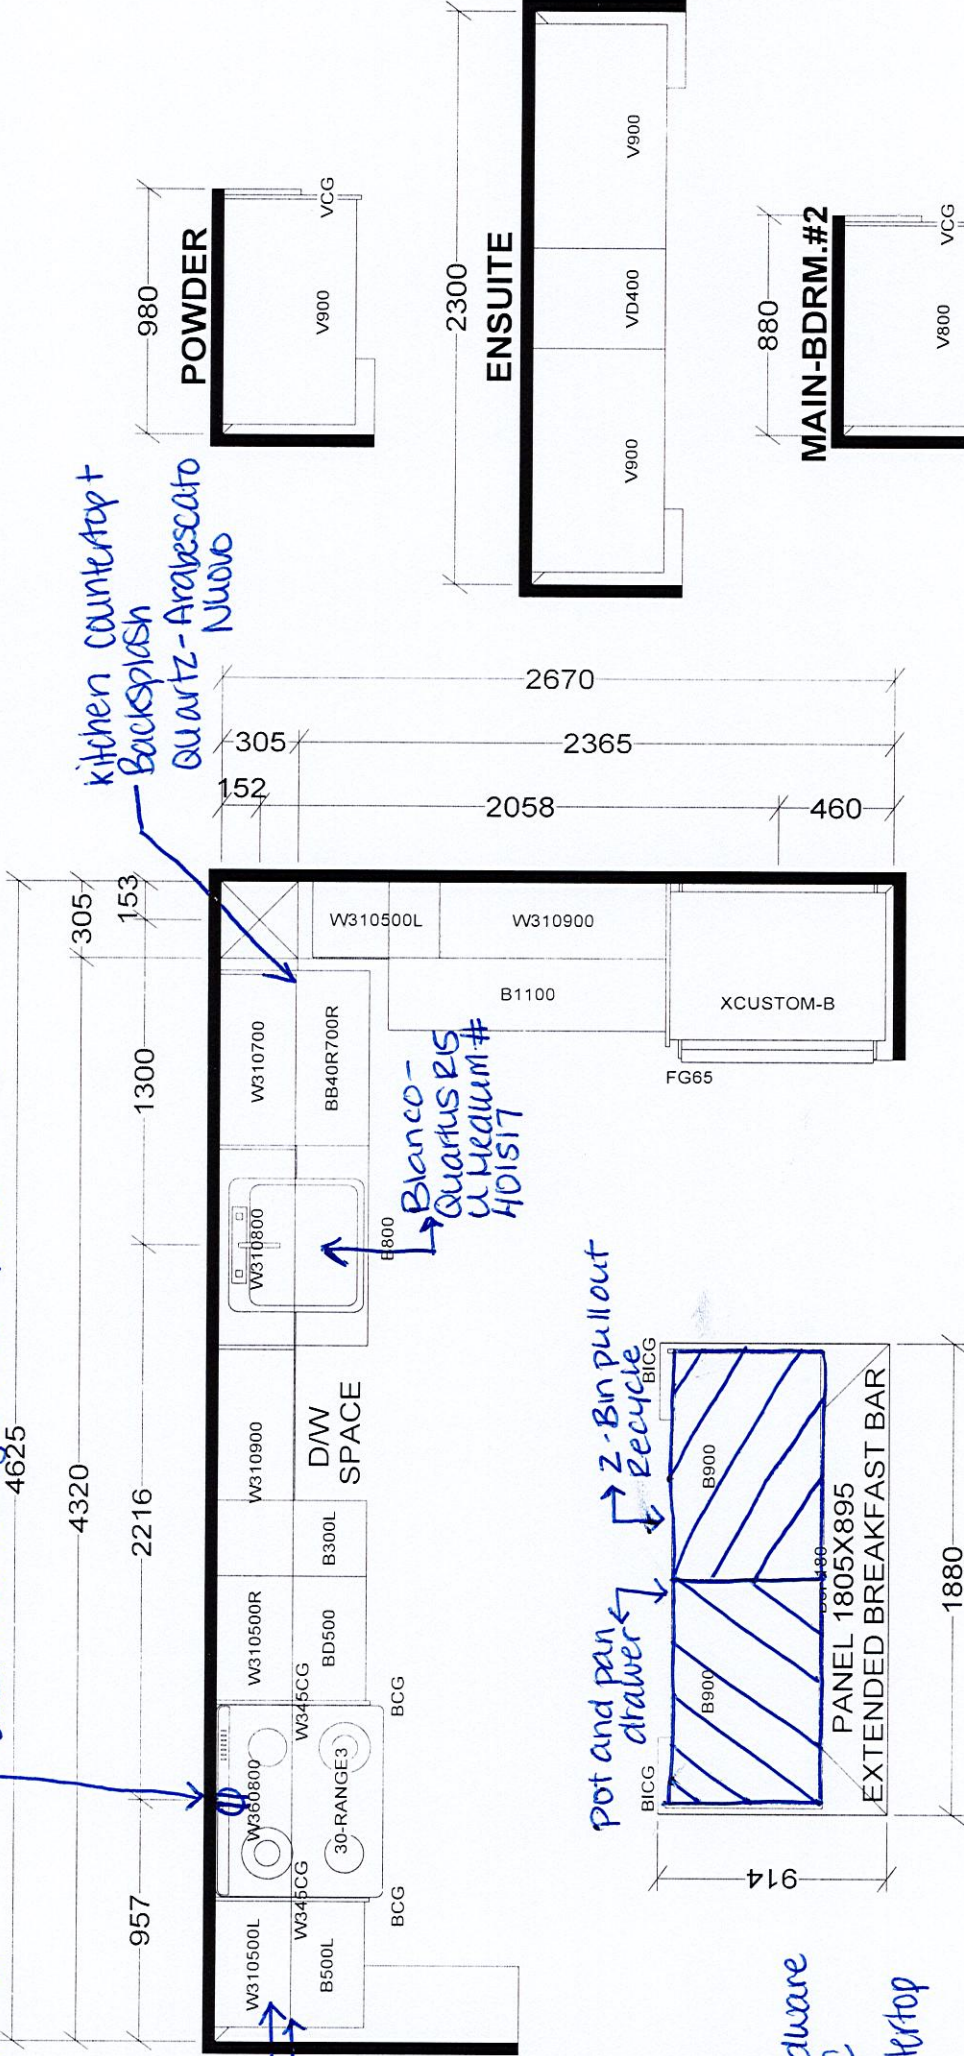 4625
4320
305
2216
1300
153
957
kitchen countertop +
Backsplash
Quartz - Arabescato
Nuovo
W310500L
W360800
W310500R
W310900
W310800
W310700
W345CG
W345CG
B500L
30-RANGE3
BD500
B300L
D/W
SPACE
B800
BB40R700R
BCG
BCG
Blanco -
Quartus R15
U Medium #
401517
W310500L
W310900
B1100
XCUSTOM-B
FG65
152
2058
460
305
2365
2670
Pot and pan
drawer
2-Bin pullout
Recycle
BICG
BICG
B900
B900
PANEL 1805X895
EXTENDED BREAKFAST BAR
914
1880
980
POWDER
V900
VCG
2300
ENSUITE
V900
VD400
V900
880
MAIN-BDRM.#2
V800
VCG